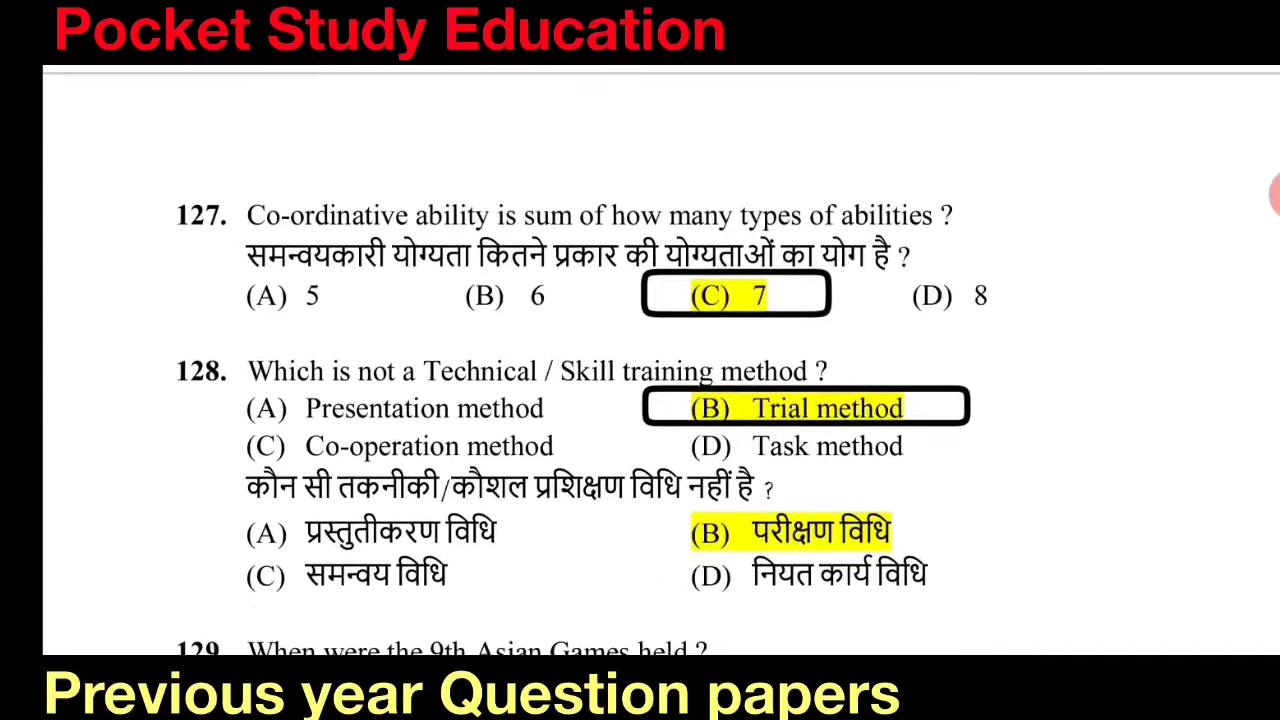 Pocket Study Education
127. Co-ordinative ability is sum of how many types of abilities ?
समन्वयकारी योग्यता कितने प्रकार की योग्यताओं का योग है ?
(A) 5 (B) 6 (C) 7 (D) 8
128. Which is not a Technical / Skill training method ?
(A) Presentation method (B) Trial method
(C) Co-operation method (D) Task method
कौन सी तकनीकी/कौशल प्रशिक्षण विधि नहीं है ?
(A) प्रस्तुतीकरण विधि (B) परीक्षण विधि
(C) समन्वय विधि (D) नियत कार्य विधि
129. When were the 9th Asian Games held ?
Previous year Question papers